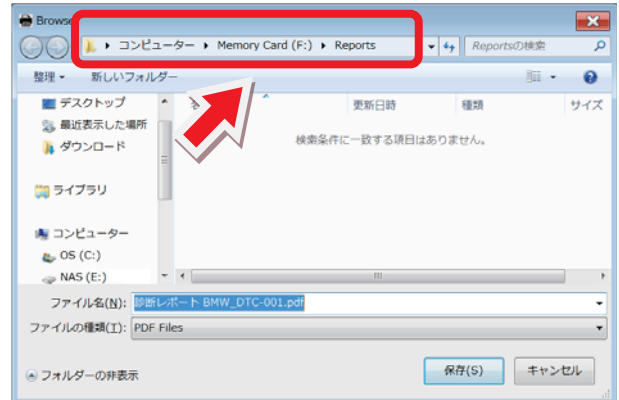 Browse
コンピューター ▸ Memory Card (F:) ▸ Reports
Reportsの検索
整理 新しいフォルダー
更新日時 種類 サイズ
デスクトップ
最近表示した場所
ダウンロード
検索条件に一致する項目はありません。
ライブラリ
コンピューター
OS (C:)
NAS (E:)
ファイル名(N): 診断レポート BMW_DTC-001.pdf
ファイルの種類(T): PDF Files
フォルダーの非表示
保存(S) キャンセル